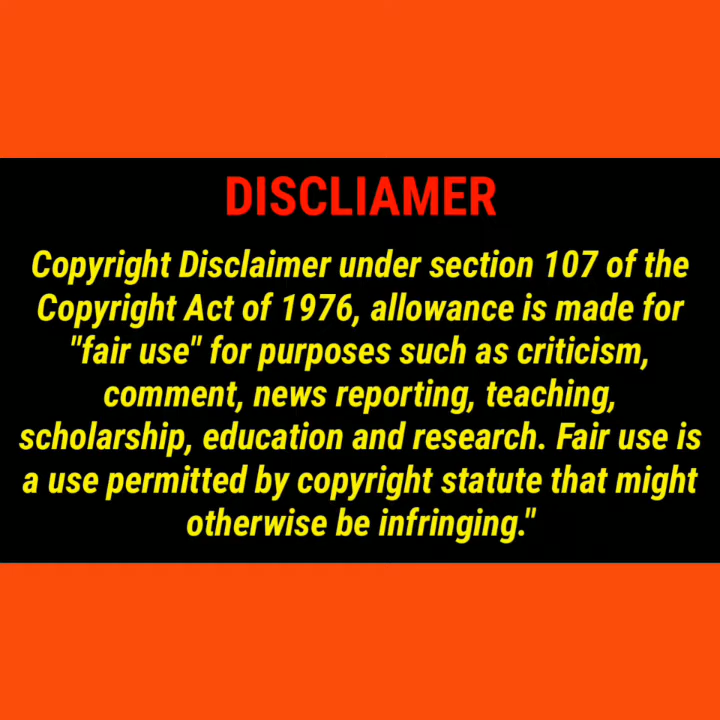 DISCLIAMER
Copyright Disclaimer under section 107 of the
Copyright Act of 1976, allowance is made for
"fair use" for purposes such as criticism,
comment, news reporting, teaching,
scholarship, education and research. Fair use is
a use permitted by copyright statute that might
otherwise be infringing."